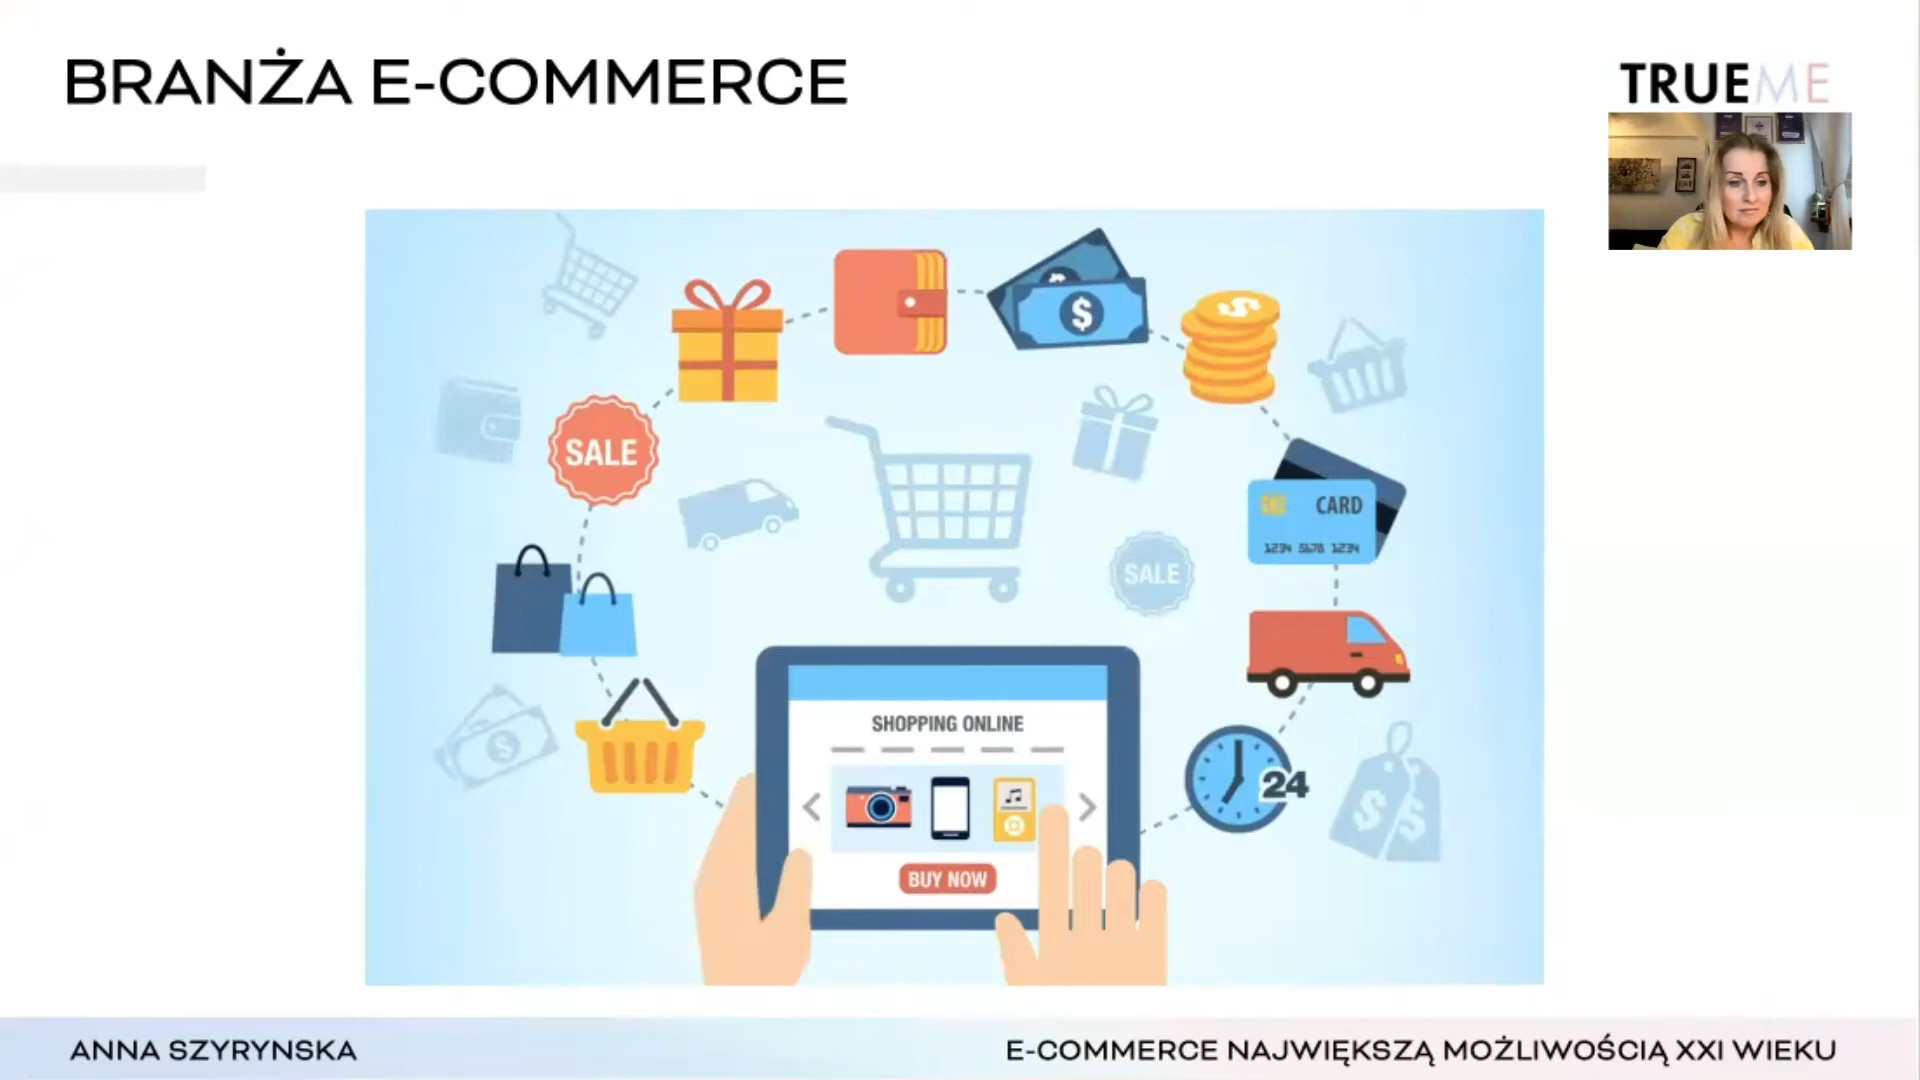 BRANŻA E-COMMERCE
TRUEME
SALE
CARD
1234 5678 1234
SALE
SHOPPING ONLINE
24
BUY NOW
ANNA SZYRYNSKA
E-COMMERCE NAJWIĘKSZĄ MOŻLIWOŚCIĄ XXI WIEKU